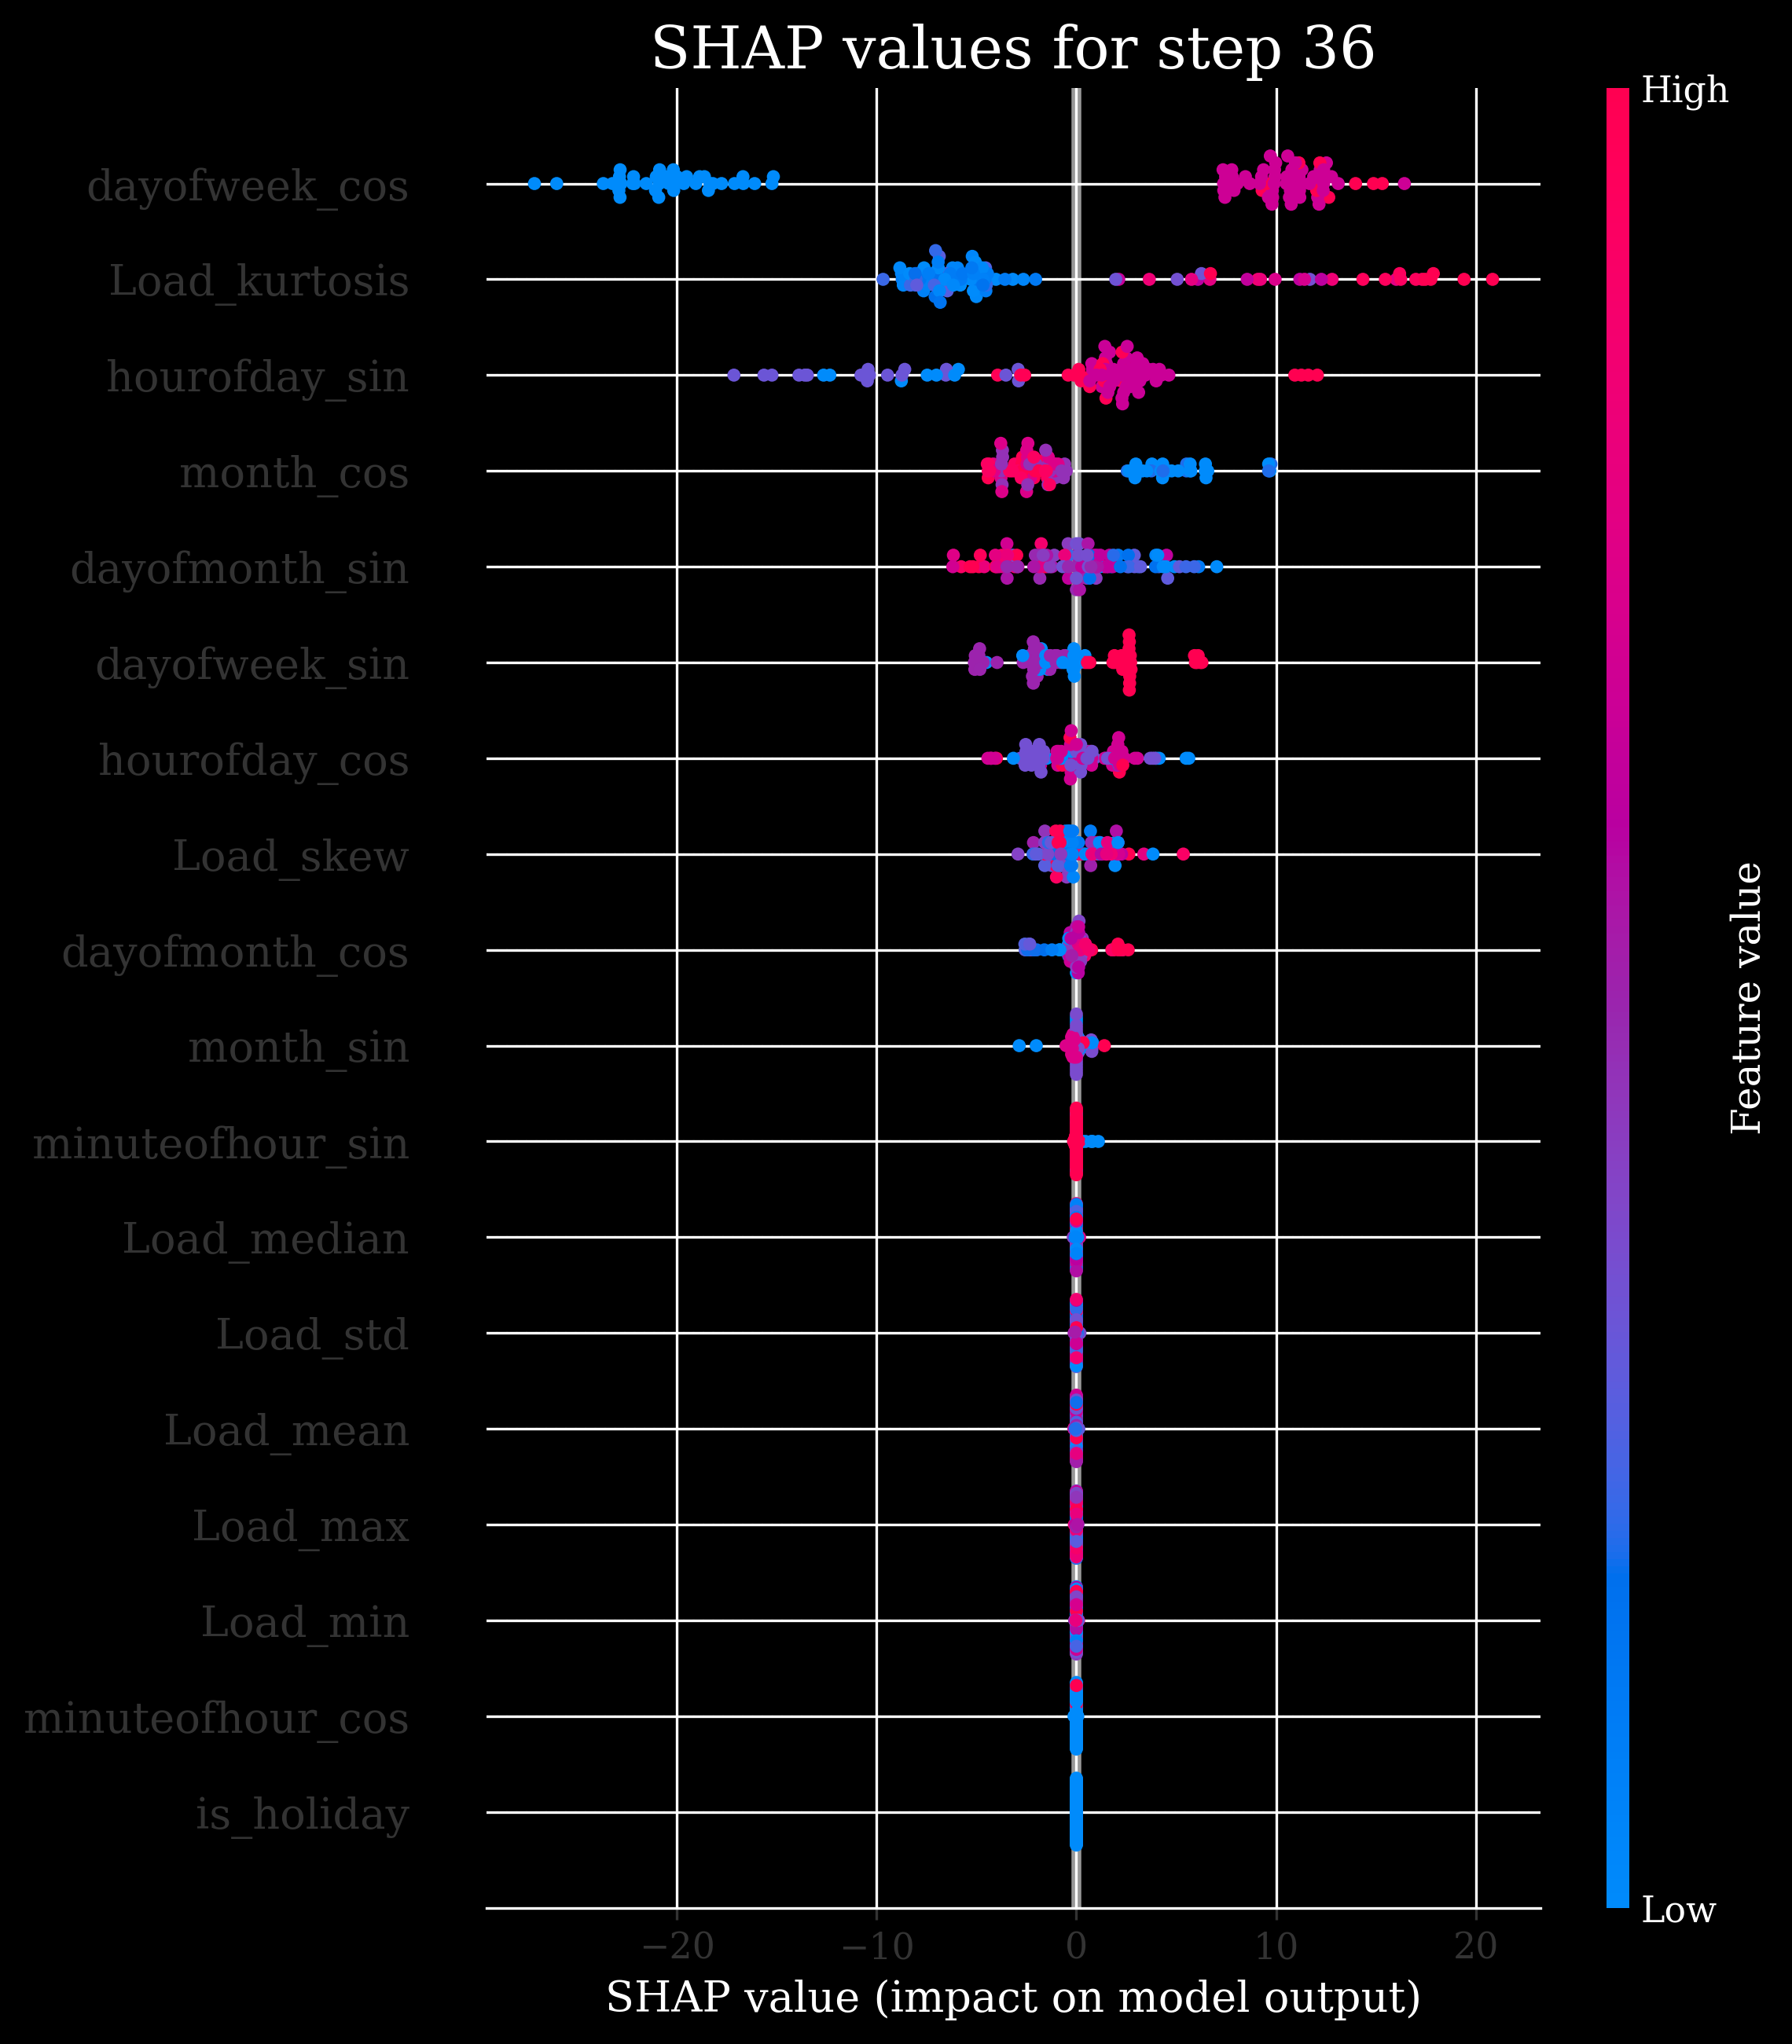 SHAP values for step 36
High
dayofweek_cos
Load_kurtosis
hourofday_sin
month_cos
dayofmonth_sin
dayofweek_sin
hourofday_cos
Load_skew
dayofmonth_cos
month_sin
minuteofhour_sin
Load_median
Load_std
Load_mean
Load_max
Load_min
minuteofhour_cos
is_holiday
Feature value
Low
−20 −10 0 10 20
SHAP value (impact on model output)